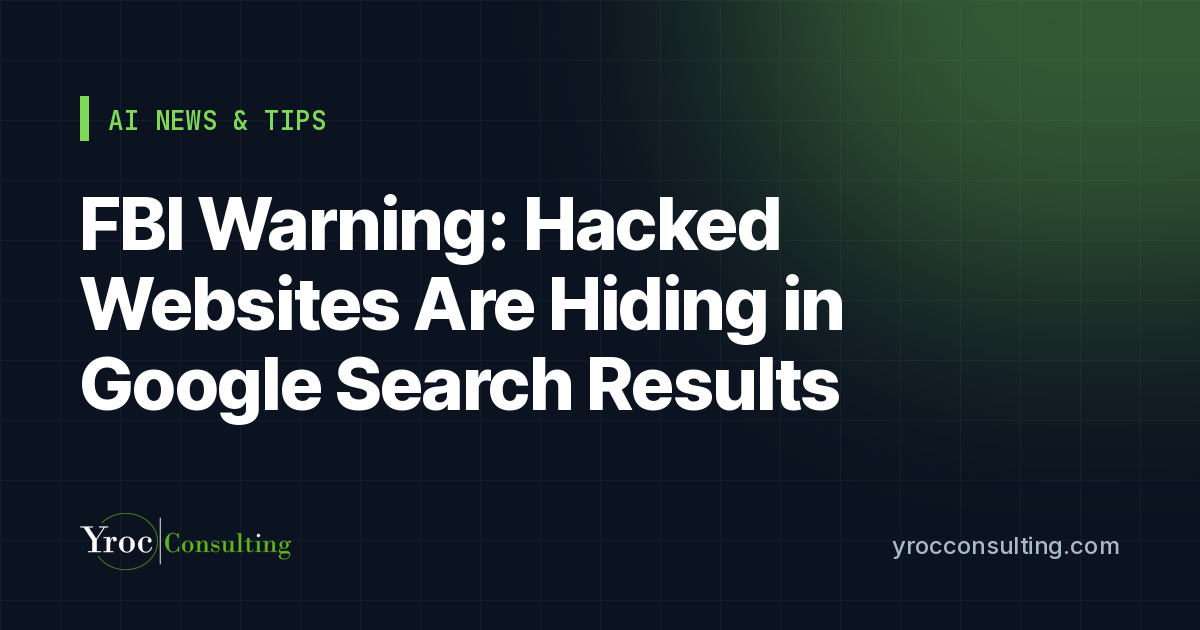 AI NEWS & TIPS
FBI Warning: Hacked
Websites Are Hiding in
Google Search Results
Yroc Consulting
yrocconsulting.com